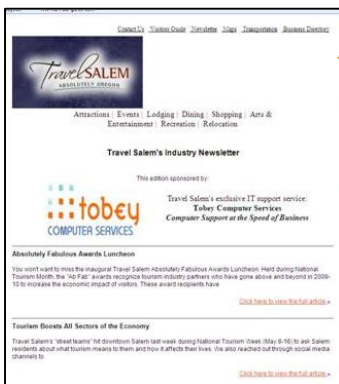 Contact Us Visitors Guide Newsletter Maps Transportation Business Directory
Travel SALEM
ABSOLUTELY OREGON
Attractions | Events | Lodging | Dining | Shopping | Arts &
Entertainment | Recreation | Relocation
Travel Salem's Industry Newsletter
This edition sponsored by:
tobey
COMPUTER SERVICES
Travel Salem's exclusive IT support service:
Tobey Computer Services
Computer Support at the Speed of Business
Absolutely Fabulous Awards Luncheon
You won't want to miss the inaugural Travel Salem Absolutely Fabulous Awards Luncheon. Held during National
Tourism Month, the "Ab Fab" awards recognize tourism industry partners who have gone above and beyond in 2009-
10 to increase the economic impact of visitors. These award recipients have
Click here to view the full article »
Tourism Boosts All Sectors of the Economy
Travel Salem's "street teams" hit downtown Salem last week during National Tourism Week (May 8-16) to ask Salem
residents about what tourism means to them and how it affects their lives. We also reached out through social media
channels to
Click here to view the full article »